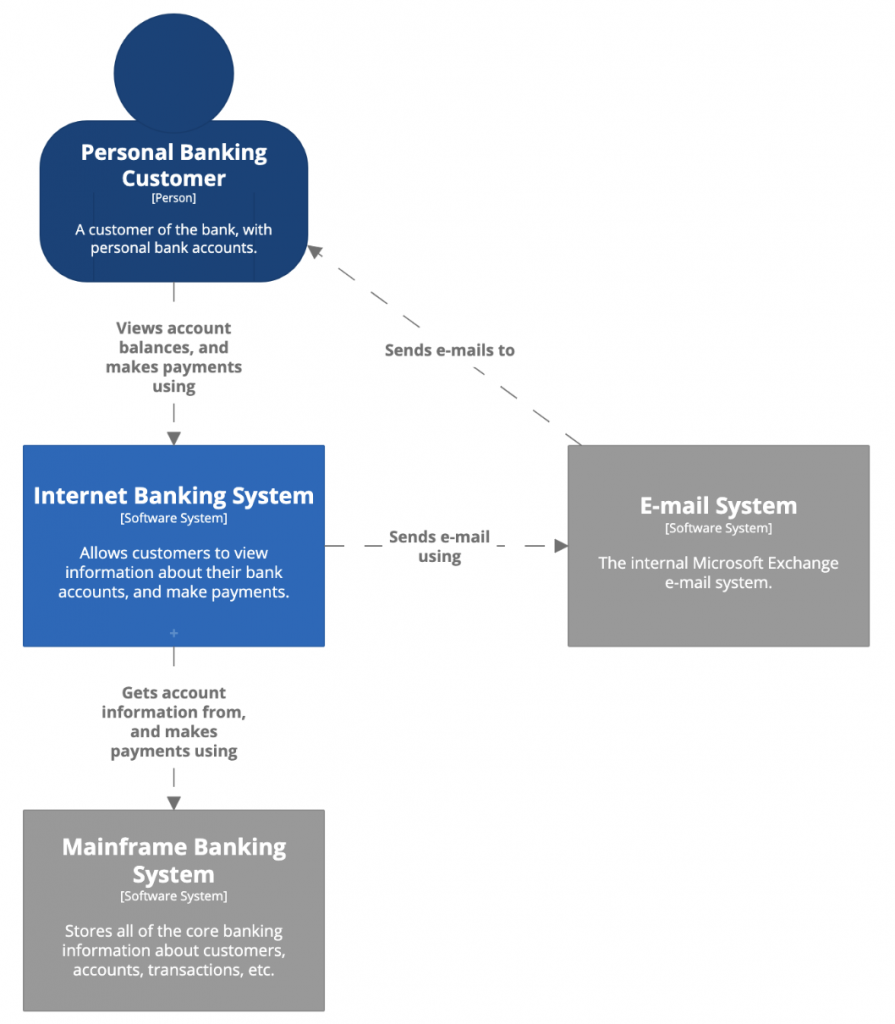 Personal Banking
Customer
[Person]
A customer of the bank, with
personal bank accounts.
Views account
balances, and
makes payments
using
Sends e-mails to
Internet Banking System
[Software System]
Allows customers to view
information about their bank
accounts, and make payments.
+
Sends e-mail
using
E-mail System
[Software System]
The internal Microsoft Exchange
e-mail system.
Gets account
information from,
and makes
payments using
Mainframe Banking
System
[Software System]
Stores all of the core banking
information about customers,
accounts, transactions, etc.